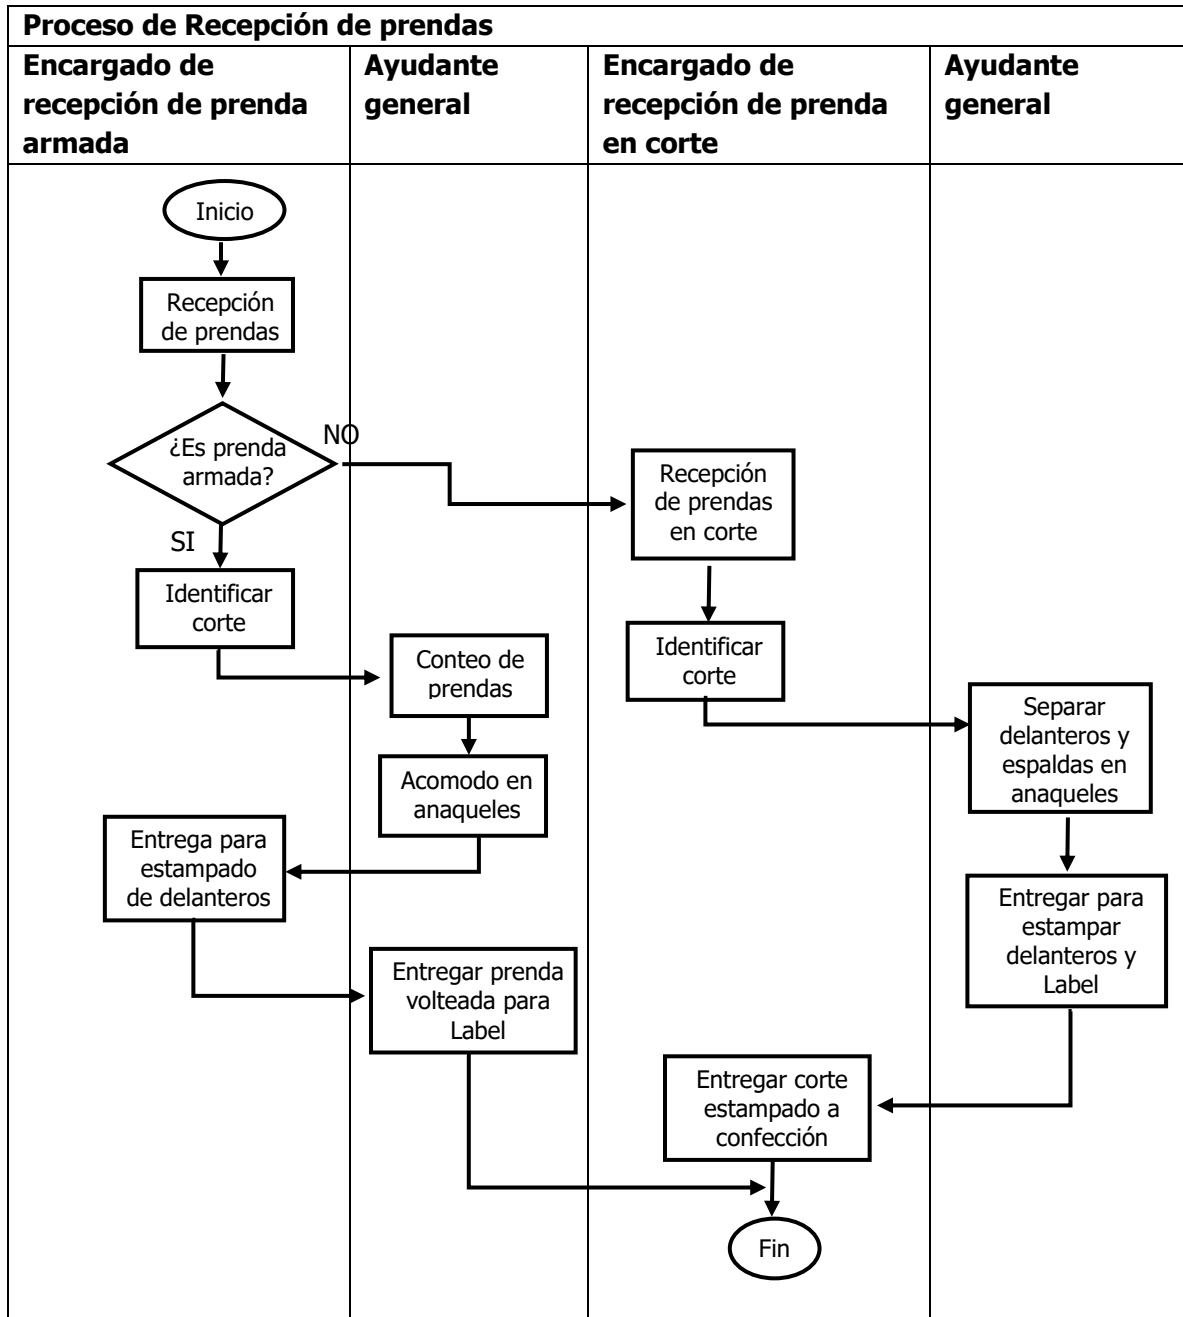 Proceso de Recepción de prendas
Encargado de
recepción de prenda
armada
Ayudante
general
Encargado de
recepción de prenda
en corte
Ayudante
general
Inicio
Recepción
de prendas
¿Es prenda
armada?
NO
SI
Identificar
corte
Conteo de
prendas
Acomodo en
anaqueles
Entrega para
estampado
de delanteros
Entregar prenda
volteada para
Label
Recepción
de prendas
en corte
Identificar
corte
Separar
delanteros y
espaldas en
anaqueles
Entregar para
estampar
delanteros y
Label
Entregar corte
estampado a
confección
Fin